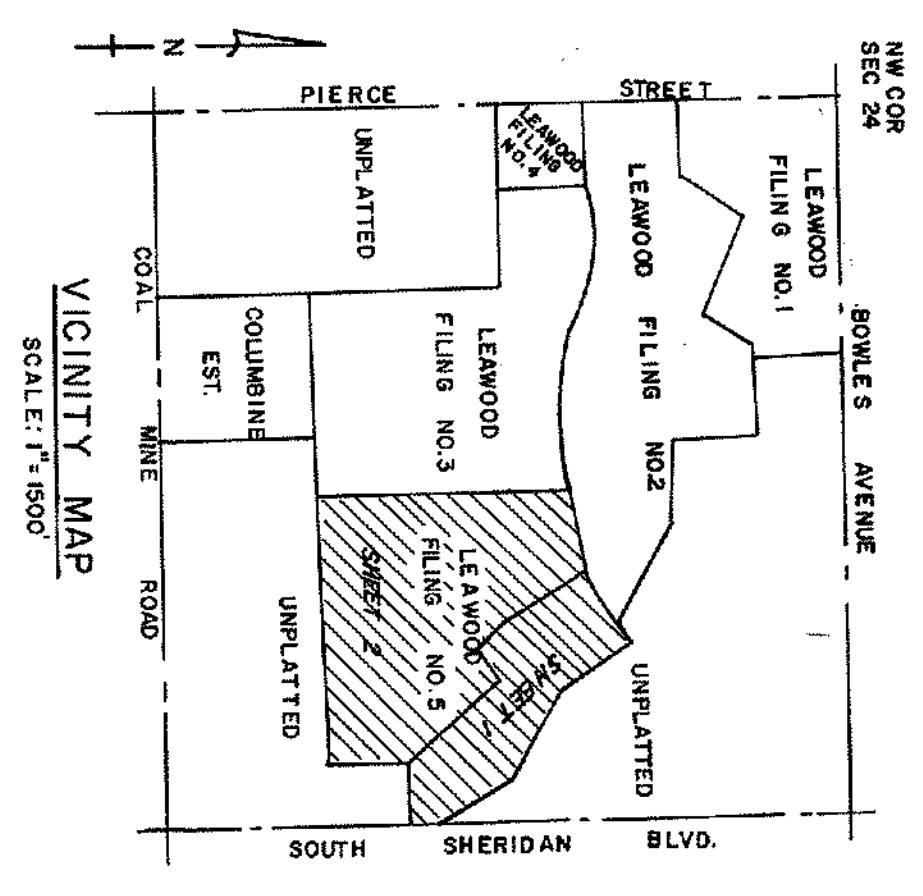 NW COR
SEC 24
N
PIERCE STREET
BOWLES AVENUE
LEAWOOD
FILING NO.1
LEAWOOD
FILING
NO.4
UNPLATTED
LEAWOOD FILING NO.2
LEAWOOD
FILING NO.3
COLUMBINE
EST.
LEAWOOD
FILING NO.5
SHEET 2
SHEET 1
UNPLATTED
UNPLATTED
COAL MINE ROAD
SOUTH SHERIDAN BLVD.
VICINITY MAP
SCALE: 1"=1500'